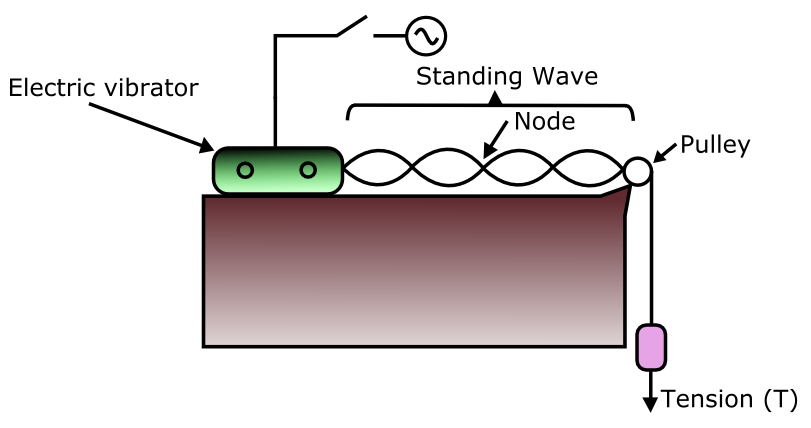 Standing Wave
Electric vibrator
Node
Pulley
Tension (T)